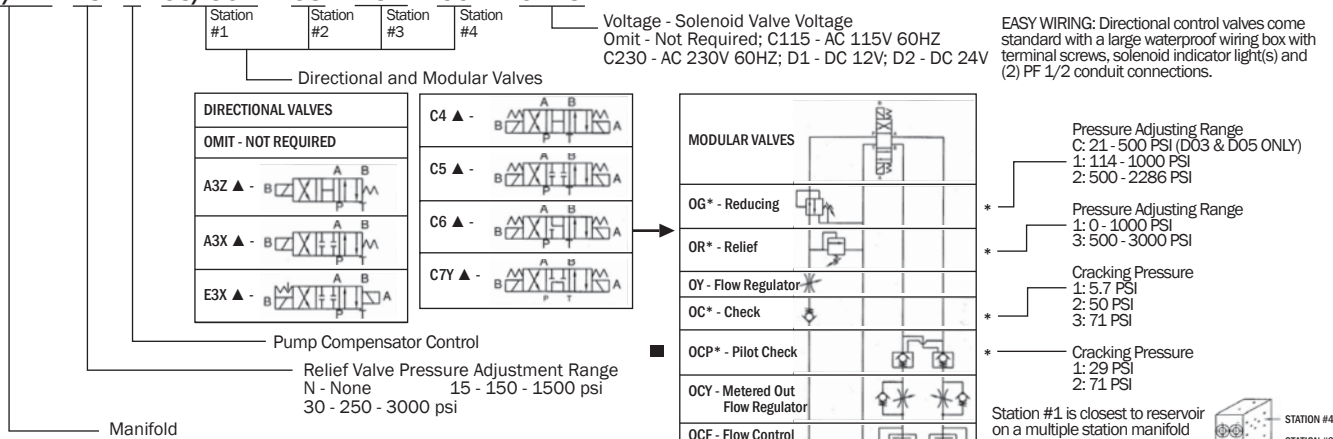 Station
#1
Station
#2
Station
#3
Station
#4
Voltage - Solenoid Valve Voltage
Omit - Not Required; C115 - AC 115V 60HZ
C230 - AC 230V 60HZ; D1 - DC 12V; D2 - DC 24V
EASY WIRING: Directional control valves come
standard with a large waterproof wiring box with
terminal screws, solenoid indicator light(s) and
(2) PF 1/2 conduit connections.
Directional and Modular Valves
DIRECTIONAL VALVES
OMIT - NOT REQUIRED
A3Z ▲ -
A B
B
P T
A3X ▲ -
A B
B
P T
E3X ▲ -
A B
B A
P T
C4 ▲ -
A B
B A
P T
C5 ▲ -
A B
B A
P T
C6 ▲ -
A B
B A
P T
C7Y ▲ -
A B
B A
P T
MODULAR VALVES
OG* - Reducing
OR* - Relief
OY - Flow Regulator
OC* - Check
■ OCP* - Pilot Check
OCY - Metered Out
Flow Regulator
OCF - Flow Control
*
Pressure Adjusting Range
C: 21 - 500 PSI (D03 & D05 ONLY)
1: 114 - 1000 PSI
2: 500 - 2286 PSI
*
Pressure Adjusting Range
1: 0 - 1000 PSI
3: 500 - 3000 PSI
*
Cracking Pressure
1: 5.7 PSI
2: 50 PSI
3: 71 PSI
*
Cracking Pressure
1: 29 PSI
2: 71 PSI
Pump Compensator Control
Relief Valve Pressure Adjustment Range
N - None 15 - 150 - 1500 psi
30 - 250 - 3000 psi
Manifold
Station #1 is closest to reservoir
on a multiple station manifold
STATION #4